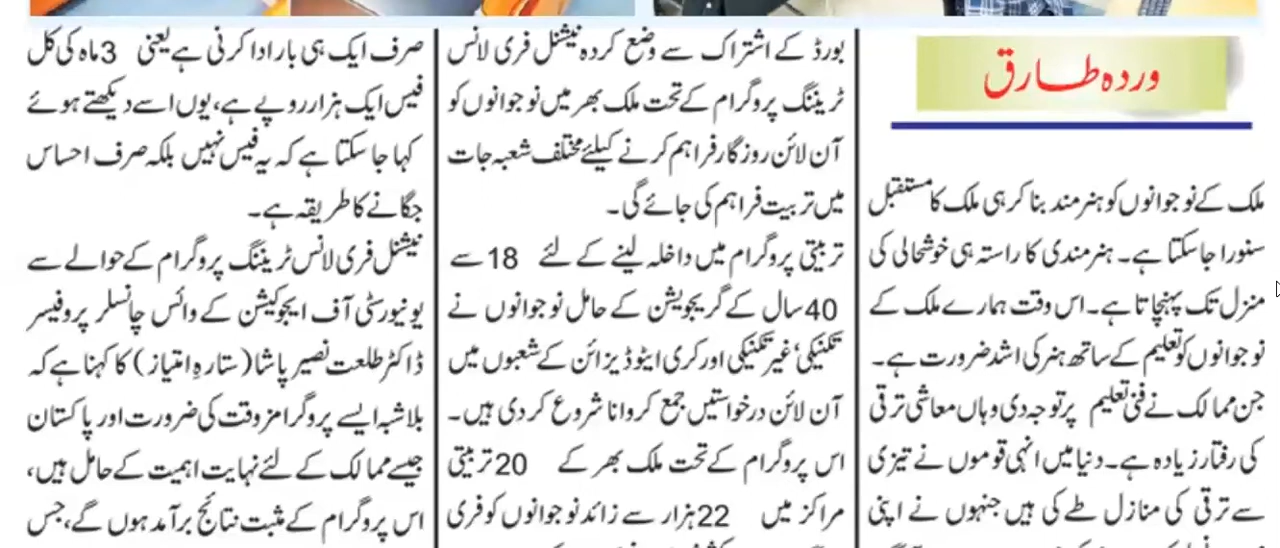 وردہ طارق
ملک کے نوجوانوں کو ہنر مند بنا کر ہی ملک کا مستقبل
سنورا جاسکتا ہے۔ ہنر مندی کا راستہ ہی خوشحالی کی
منزل تک پہنچاتا ہے۔ اس وقت ہمارے ملک کے
نوجوانوں کو تعلیم کے ساتھ ہنر کی اشد ضرورت ہے۔
جن ممالک نے فنی تعلیم پر توجہ دی وہاں معاشی ترقی
کی رفتار زیادہ ہے۔ دنیا میں انہی قوموں نے تیزی
سے ترقی کی منازل طے کی ہیں جنہوں نے اپنی
بورڈ کے اشتراک سے وضع کردہ نیشنل فری لانس
ٹریننگ پروگرام کے تحت ملک بھر میں نوجوانوں کو
آن لائن روزگار فراہم کرنے کیلئے مختلف شعبہ جات
میں تربیت فراہم کی جائے گی۔
تربیتی پروگرام میں داخلہ لینے کے لئے 18 سے
40 سال کے گریجویشن کے حامل نوجوانوں نے
تکنیکی، غیر تکنیکی اور کری ایٹو ڈیزائن کے شعبوں میں
آن لائن درخواستیں جمع کروانا شروع کر دی ہیں۔
اس پروگرام کے تحت ملک بھر کے 20 تربیتی
مراکز میں 22 ہزار سے زائد نوجوانوں کو فری
صرف ایک ہی بار ادا کرنی ہے یعنی 3 ماہ کی کل
فیس ایک ہزار روپے ہے، یوں اسے دیکھتے ہوئے
کہا جا سکتا ہے کہ یہ فیس نہیں بلکہ صرف احساس
جگانے کا طریقہ ہے۔
نیشنل فری لانس ٹریننگ پروگرام کے حوالے سے
یونیورسٹی آف ایجوکیشن کے وائس چانسلر پروفیسر
ڈاکٹر طلعت نصیر پاشا (ستارہ امتیاز) کا کہنا ہے کہ
بلاشبہ ایسے پروگرامز وقت کی ضرورت اور پاکستان
جیسے ممالک کے لئے نہایت اہمیت کے حامل ہیں،
اس پروگرام کے مثبت نتائج برآمد ہوں گے، جس